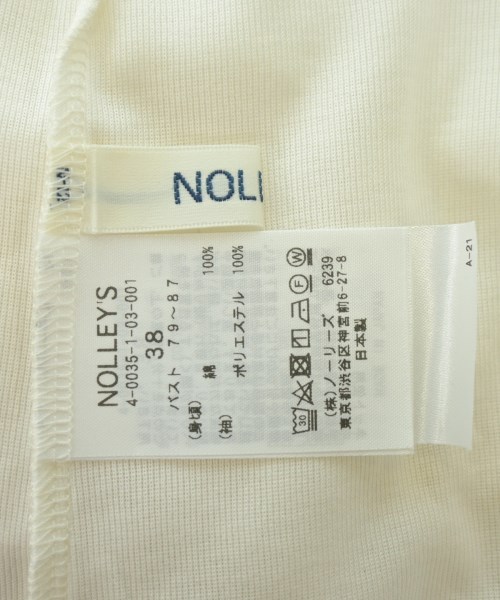 NOLL
NOLLEY'S
4-0035-1-03-001
38
バスト 79～87
(身頃) 綿 100%
(袖) ポリエステル 100%
30
F
W
(株)ノーリーズ 6239
東京都渋谷区神宮前6-27-8
日本製
A-21